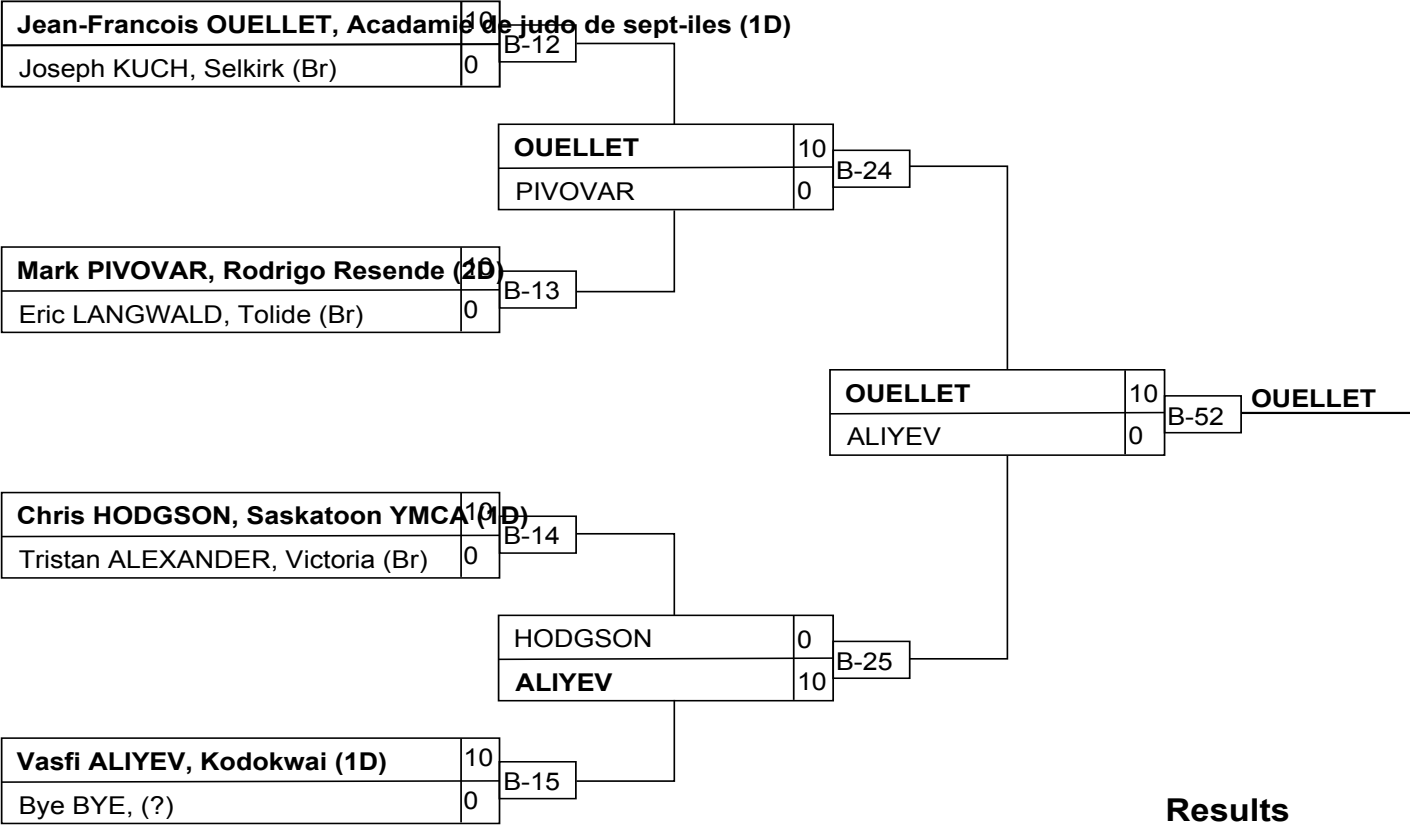 Jean-Francois OUELLET, Acadamie de judo de sept-iles (1D) 10
B-12
Joseph KUCH, Selkirk (Br) 0
OUELLET 10
B-24
PIVOVAR 0
Mark PIVOVAR, Rodrigo Resende (2D) 10
B-13
Eric LANGWALD, Tolide (Br) 0
OUELLET 10
B-52 OUELLET
ALIYEV 0
Chris HODGSON, Saskatoon YMCA (1D) 10
B-14
Tristan ALEXANDER, Victoria (Br) 0
HODGSON 0
B-25
ALIYEV 10
Vasfi ALIYEV, Kodokwai (1D) 10
B-15
Bye BYE, (?) 0
Results